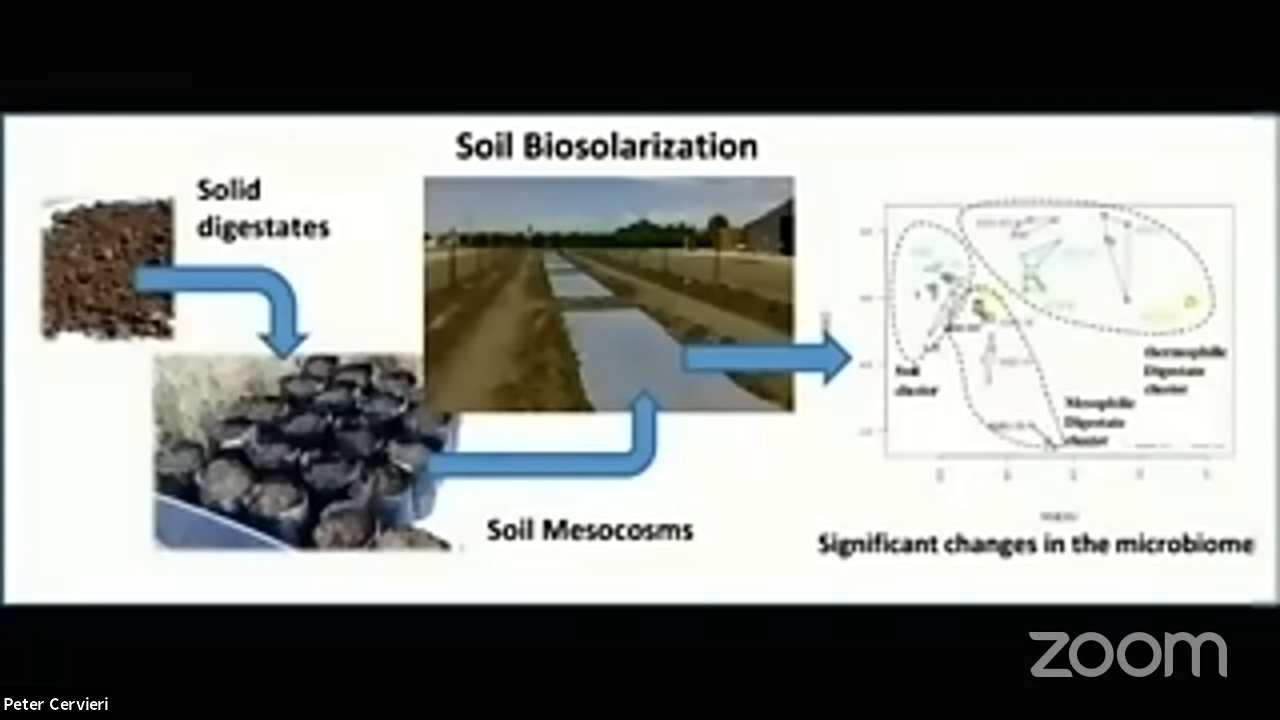 Soil Biosolarization
Solid
digestates
Soil
cluster
thermophilic
Digestate
cluster
Mesophilic
Digestate
cluster
Soil Mesocosms
Significant changes in the microbiome
zoom
Peter Cervieri